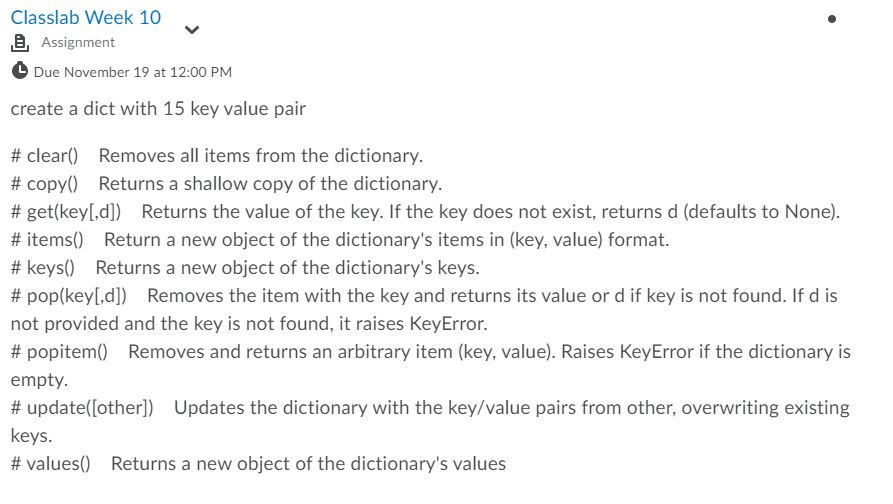 Classlab Week 10
Assignment
Due November 19 at 12:00 PM
create a dict with 15 key value pair
# clear() Removes all items from the dictionary.
# copy() Returns a shallow copy of the dictionary.
# get(key[,d]) Returns the value of the key. If the key does not exist, returns d (defaults to None).
# items() Return a new object of the dictionary's items in (key, value) format.
# keys() Returns a new object of the dictionary's keys.
# pop(key[,d]) Removes the item with the key and returns its value or d if key is not found. If d is
not provided and the key is not found, it raises KeyError.
# popitem() Removes and returns an arbitrary item (key, value). Raises KeyError if the dictionary is
empty.
# update([other]) Updates the dictionary with the key/value pairs from other, overwriting existing
keys.
# values() Returns a new object of the dictionary's values